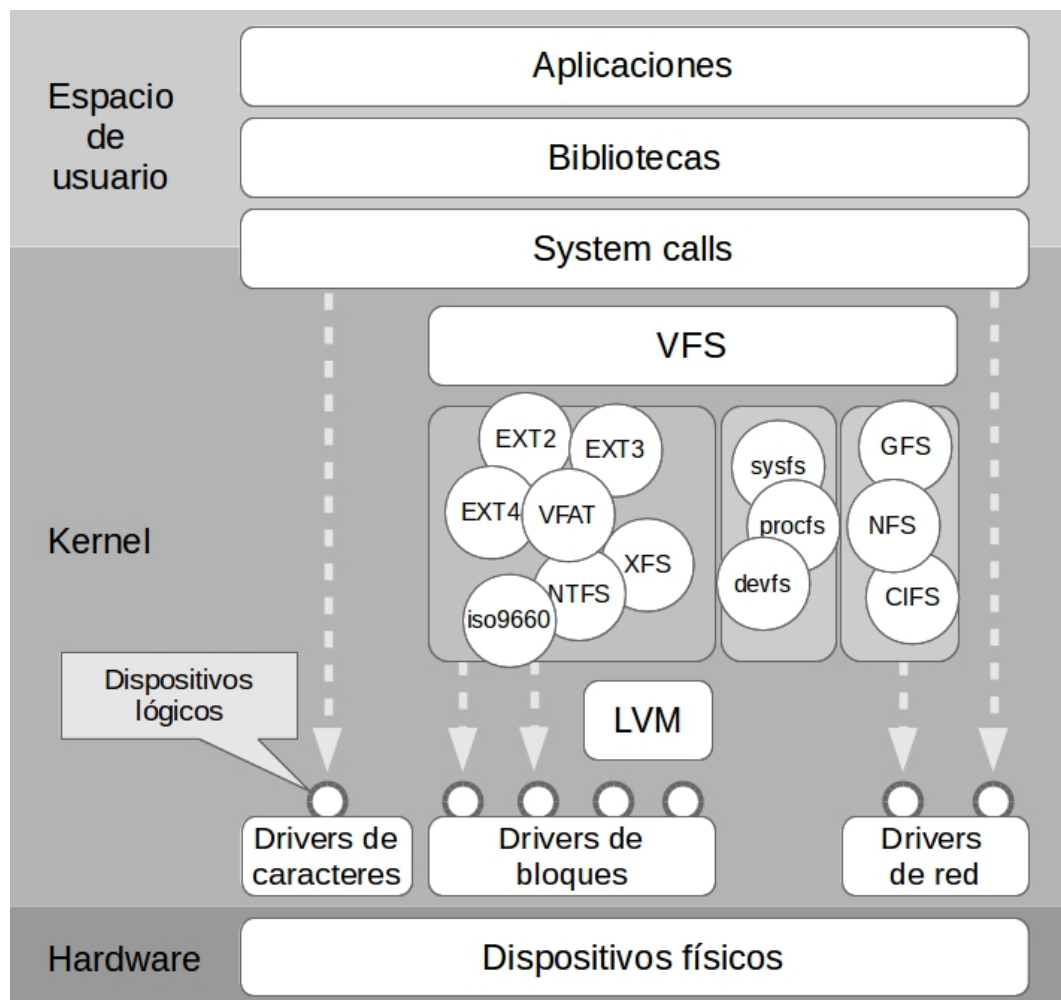 Aplicaciones
Espacio
de
usuario
Bibliotecas
System calls
VFS
EXT2
EXT3
EXT4
VFAT
XFS
NTFS
iso9660
sysfs
procfs
devfs
GFS
NFS
CIFS
Kernel
Dispositivos
lógicos
LVM
Drivers de
caracteres
Drivers de
bloques
Drivers
de red
Hardware
Dispositivos físicos